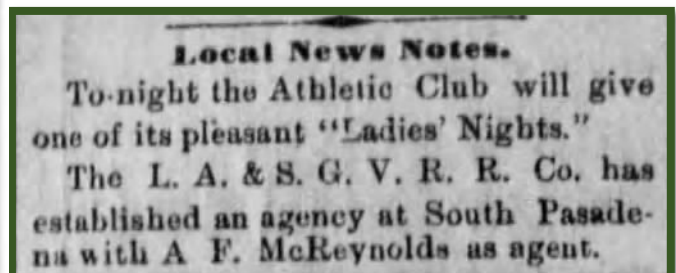 Local News Notes.
To-night the Athletic Club will give
one of its pleasant "Ladies' Nights."
The L. A. & S. G. V. R. R. Co. has
established an agency at South Pasade-
na with A F. McReynolds as agent.